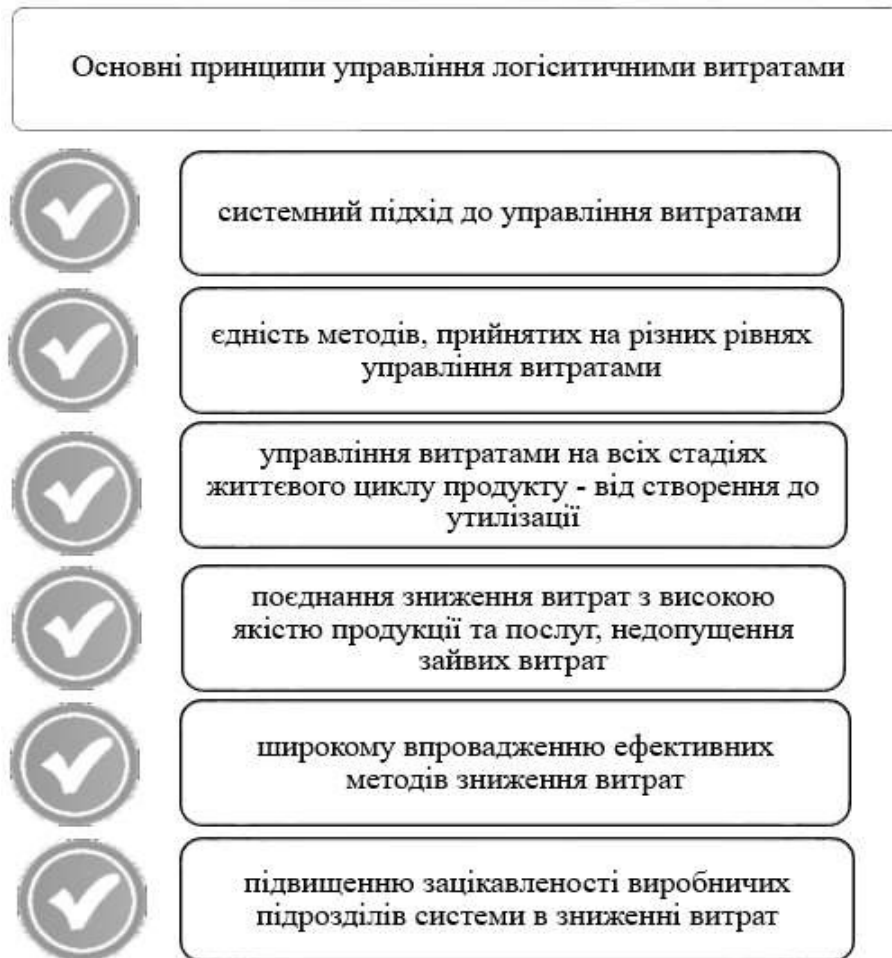 Основні принципи управління логіситичними витратами
системний підхід до управління витратами
єдність методів, прийнятих на різних рівнях
управління витратами
управління витратами на всіх стадіях
життєвого циклу продукту - від створення до
утилізації
поєднання зниження витрат з високою
якістю продукції та послуг, недопущення
зайвих витрат
широкому впровадженню ефективних
методів зниження витрат
підвищенню зацікавленості виробничих
підрозділів системи в зниженні витрат